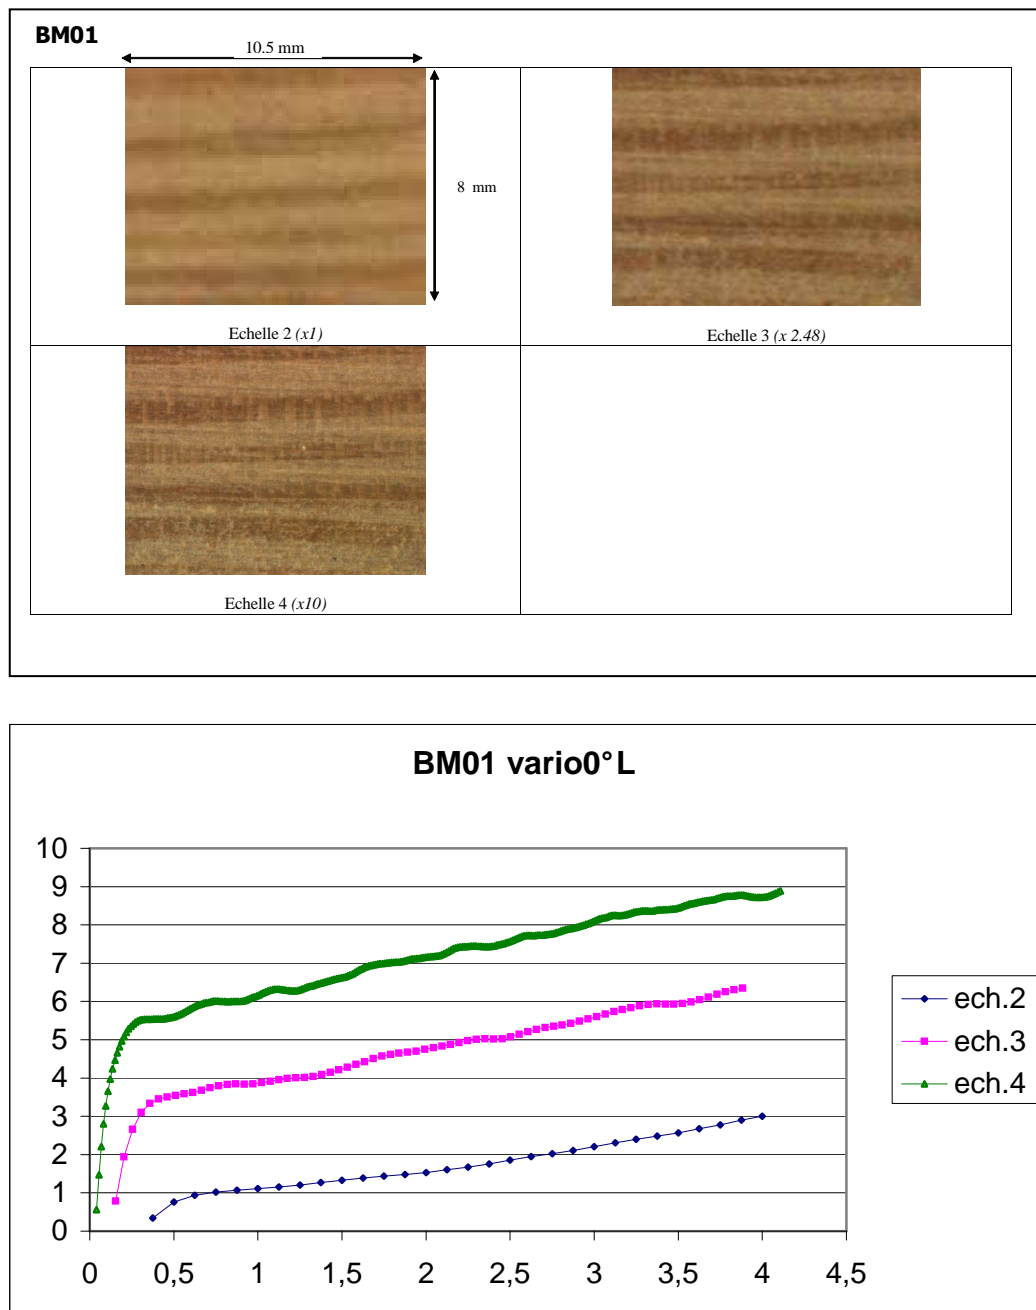 BM01
10.5 mm
8 mm
Echelle 2 (x1)
Echelle 3 (x 2.48)
Echelle 4 (x10)
BM01 vario0° L
10
9
8
7
6
5
4
3
2
1
0
0 0,5 1 1,5 2 2,5 3 3,5 4 4,5
ech.2
ech.3
ech.4